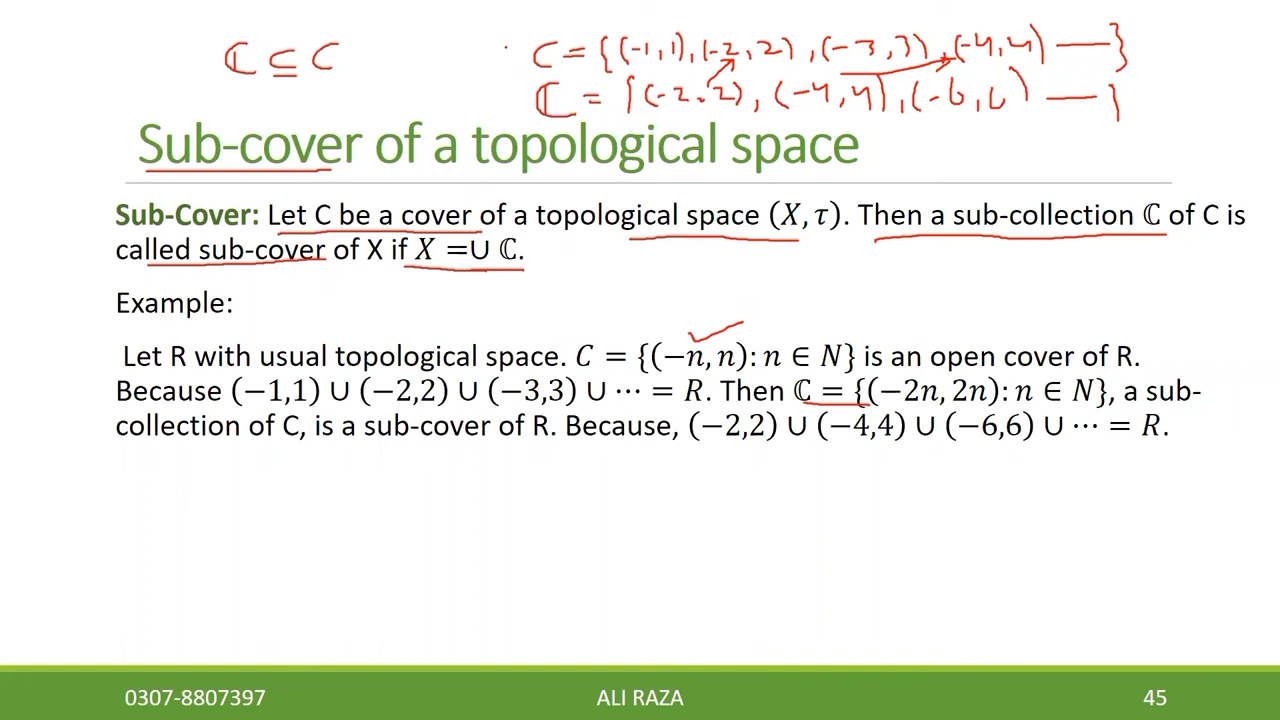 ℂ ⊆ C
C = {(-1,1), (-2,2), (-3,3), (-4,4) — }
ℂ = {(-2,2), (-4,4), (-6,6) — }
Sub-cover of a topological space
Sub-Cover: Let C be a cover of a topological space (X, τ). Then a sub-collection ℂ of C is
called sub-cover of X if X =∪ ℂ.
Example:
Let R with usual topological space. C = {(−n, n): n ∈ N} is an open cover of R.
Because (−1,1) ∪ (−2,2) ∪ (−3,3) ∪ ⋯ = R. Then ℂ = {(−2n, 2n): n ∈ N}, a sub-
collection of C, is a sub-cover of R. Because, (−2,2) ∪ (−4,4) ∪ (−6,6) ∪ ⋯ = R.
0307-8807397 ALI RAZA 45